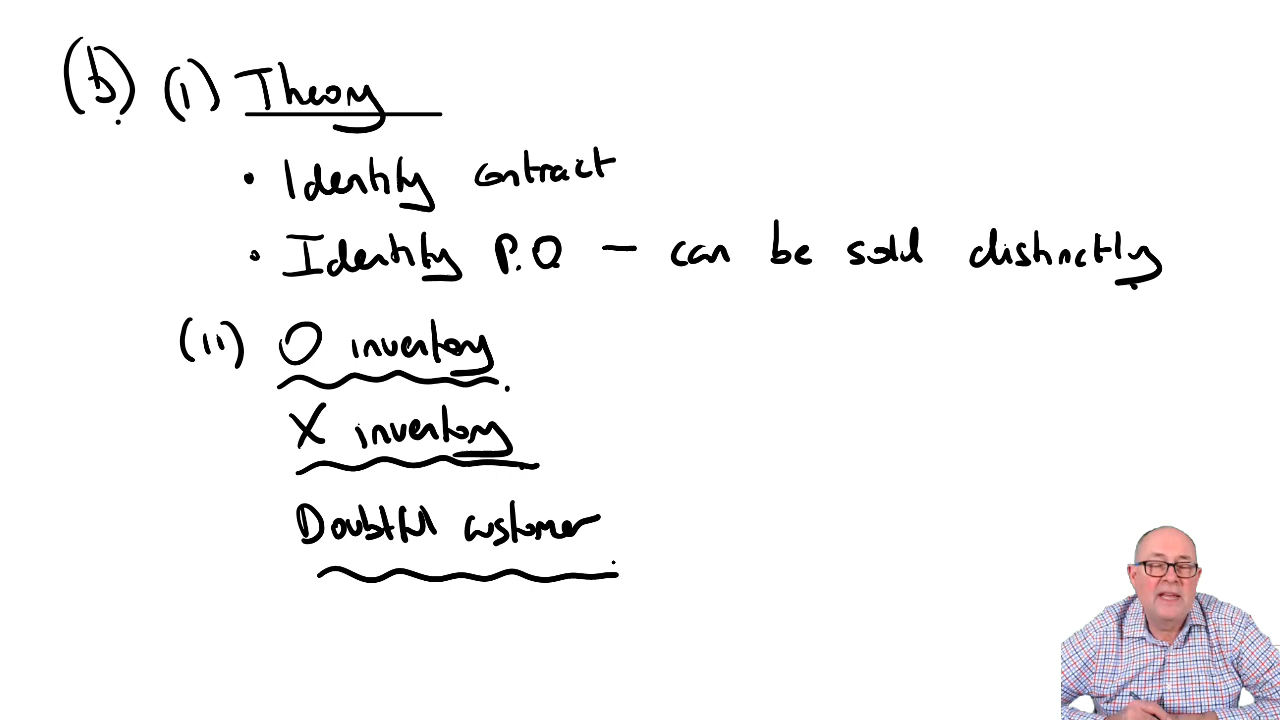 (b) (i) Theory
• Identify contract
• Identify P.O - can be sold distinctly
(ii) O inventory
X inventory
Doubtful customer